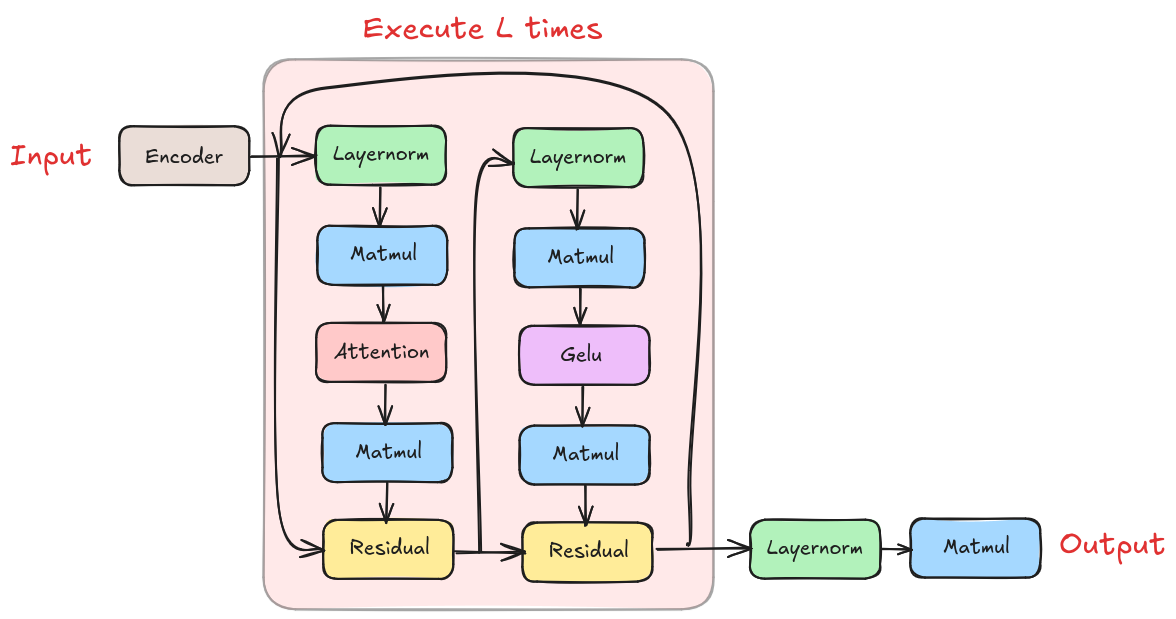 Execute L times
Input
Encoder
Layernorm
Matmul
Attention
Matmul
Residual
Layernorm
Matmul
Gelu
Matmul
Residual
Layernorm
Matmul
Output